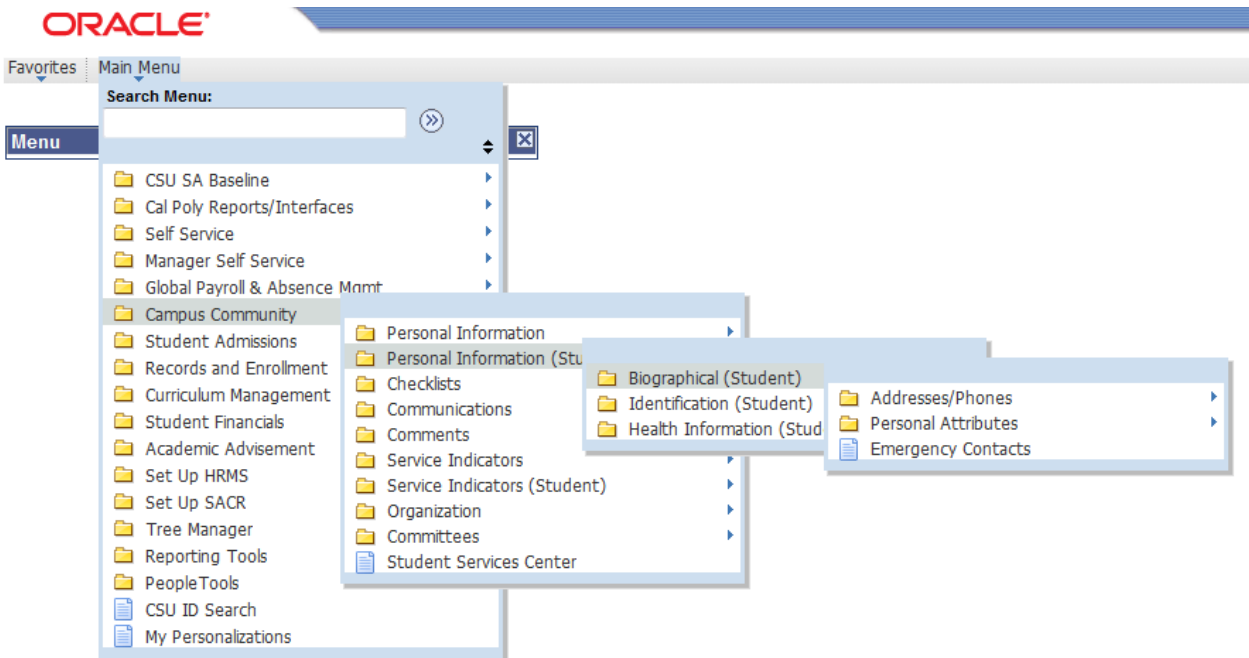 ORACLE
Favorites Main Menu
Search Menu:
Menu
CSU SA Baseline
Cal Poly Reports/Interfaces
Self Service
Manager Self Service
Global Payroll & Absence Mgmt
Campus Community
Student Admissions
Records and Enrollment
Curriculum Management
Student Financials
Academic Advisement
Set Up HRMS
Set Up SACR
Tree Manager
Reporting Tools
PeopleTools
CSU ID Search
My Personalizations
Personal Information
Personal Information (Stu
Checklists
Communications
Comments
Service Indicators
Service Indicators (Student)
Organization
Committees
Student Services Center
Biographical (Student)
Identification (Student)
Health Information (Stud
Addresses/Phones
Personal Attributes
Emergency Contacts